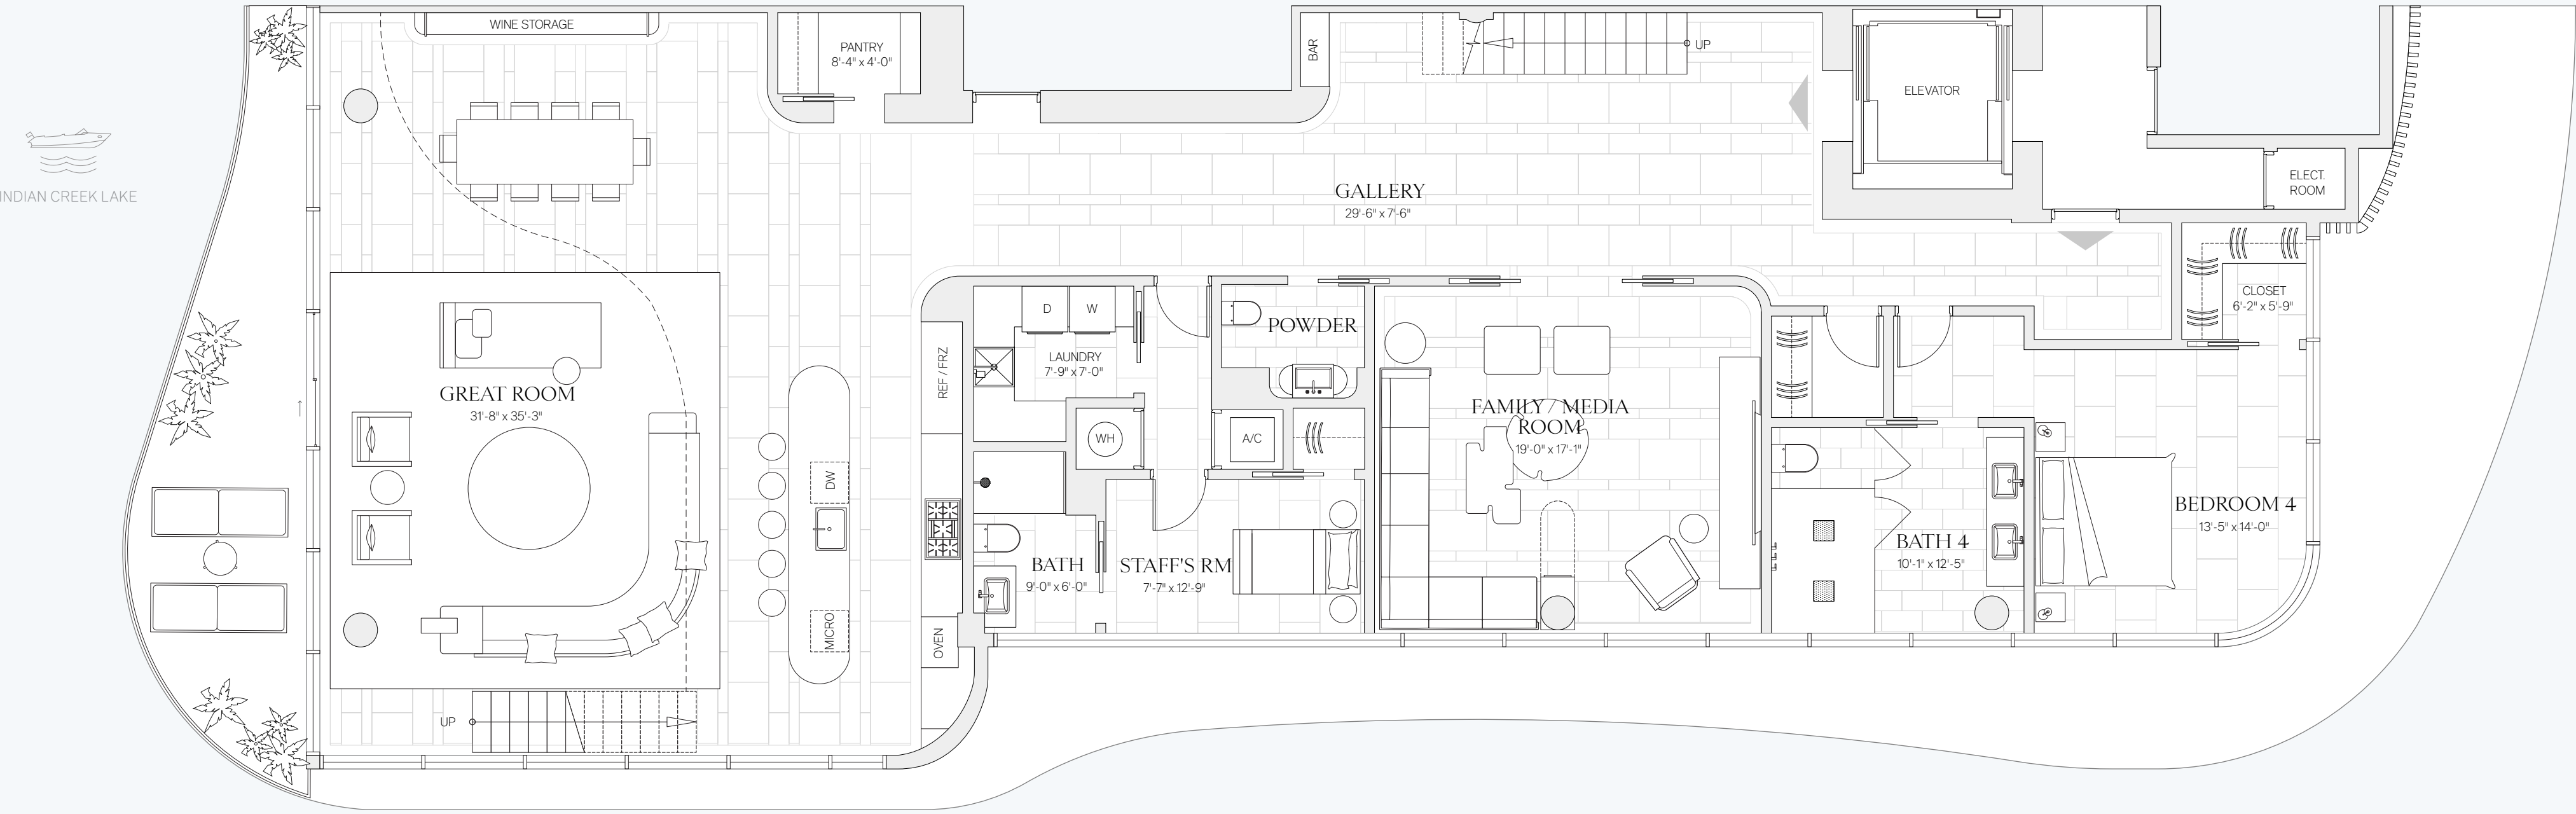 WINE STORAGE
PANTRY
8'-4" x 4'-0"
BAR
UP
ELEVATOR
INDIAN CREEK LAKE
GALLERY
29'-6" x 7'-6"
ELECT.
ROOM
CLOSET
6'-2" x 5'-9"
D
W
LAUNDRY
7'-9" x 7'-0"
POWDER
REF / FRZ
GREAT ROOM
31'-8" x 35'-3"
FAMILY / MEDIA
ROOM
19'-0" x 17'-1"
WH
A/C
DW
BEDROOM 4
13'-5" x 14'-0"
BATH 4
10'-1" x 12'-5"
BATH
9'-0" x 6'-0"
STAFF'S RM
7'-7" x 12'-9"
MICRO
OVEN
UP